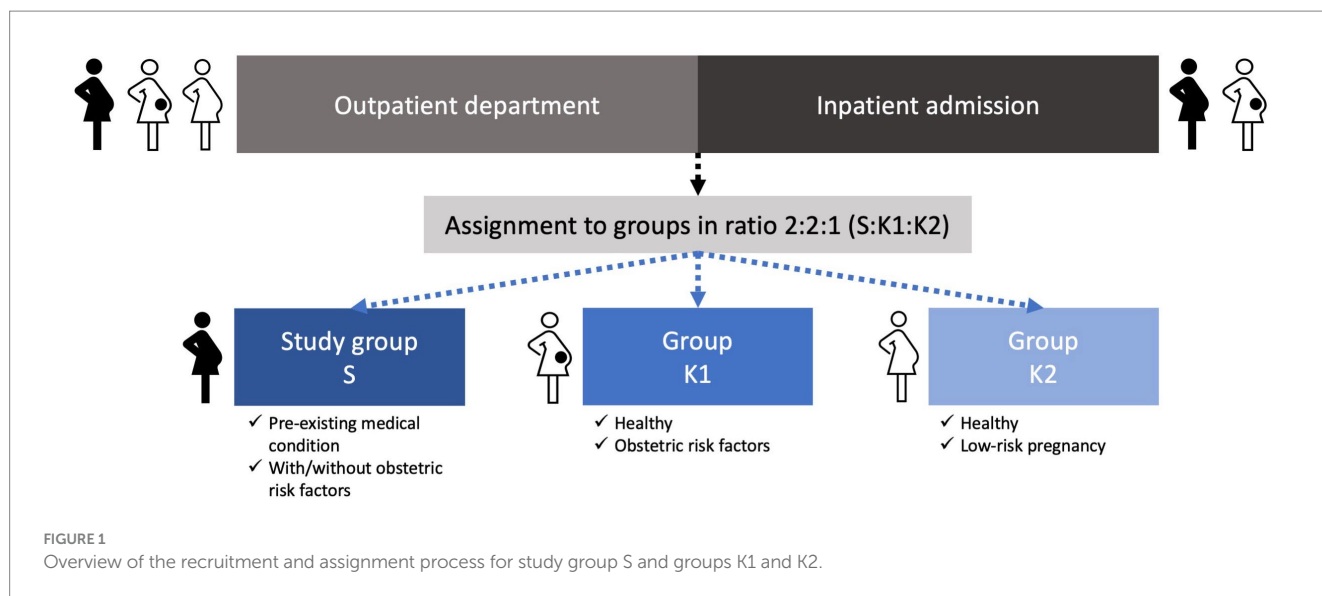 Outpatient department
Inpatient admission
Assignment to groups in ratio 2:2:1 (S:K1:K2)
Study group
S
✓ Pre-existing medical
condition
✓ With/without obstetric
risk factors
Group
K1
✓ Healthy
✓ Obstetric risk factors
Group
K2
✓ Healthy
✓ Low-risk pregnancy
FIGURE 1
Overview of the recruitment and assignment process for study group S and groups K1 and K2.